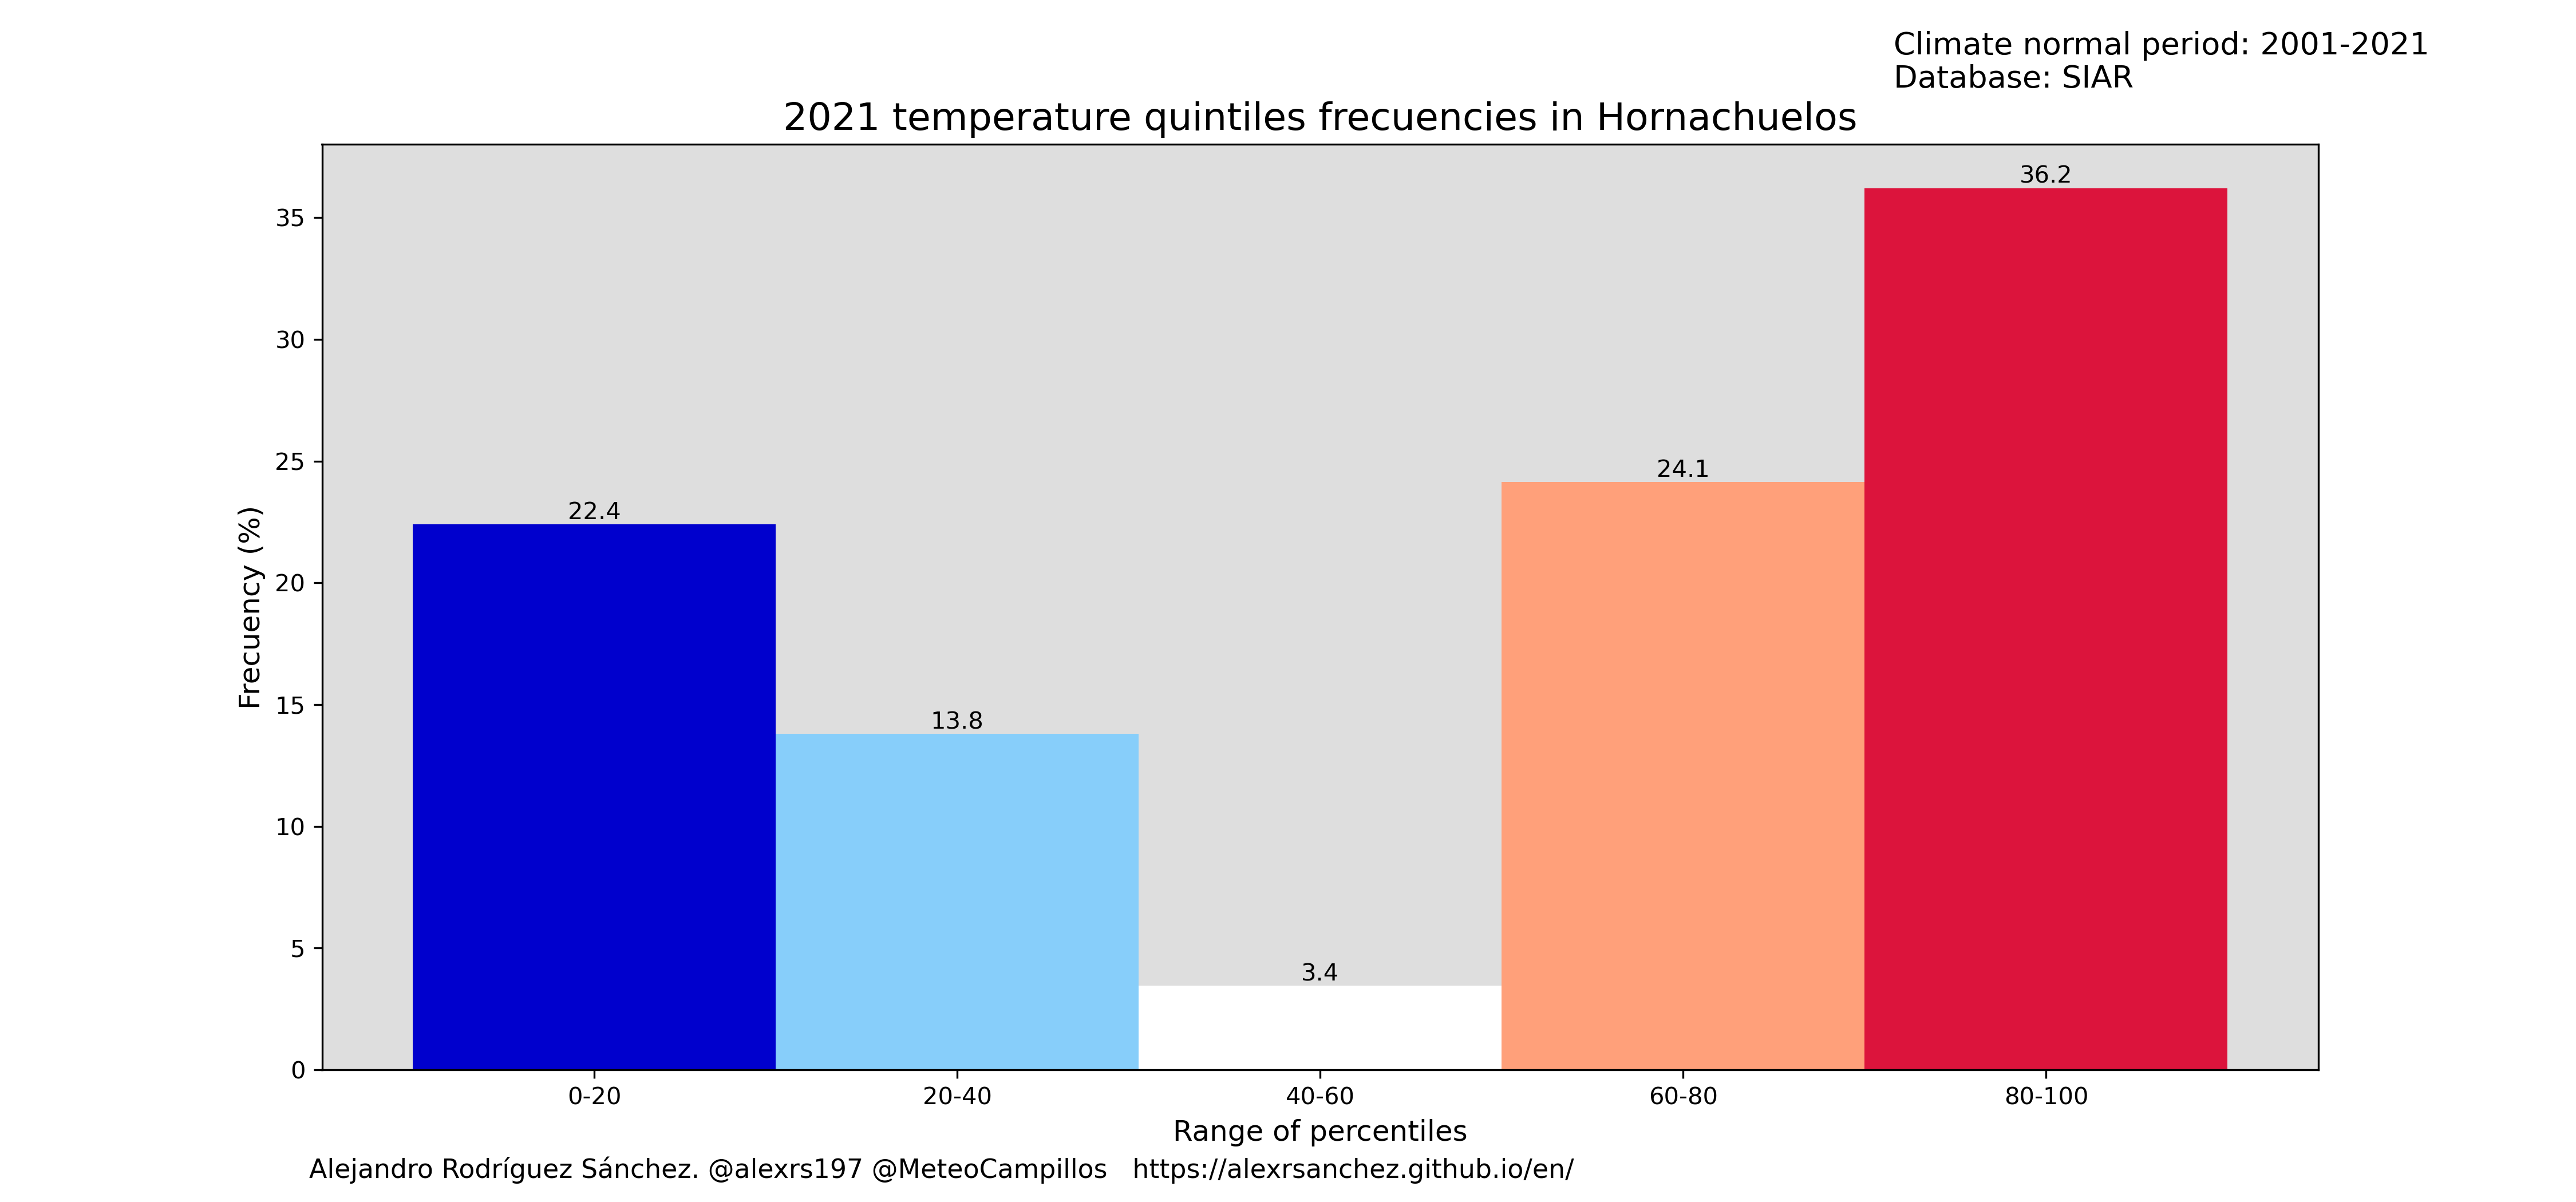 Climate normal period: 2001-2021
Database: SIAR
2021 temperature quintiles frecuencies in Hornachuelos
36.2
35
30
25
24.1
22.4
20
15
13.8
10
5
3.4
0
Frecuency (%)
0-20 20-40 40-60 60-80 80-100
Range of percentiles
Alejandro Rodríguez Sánchez. @alexrs197 @MeteoCampillos https://alexrsanchez.github.io/en/